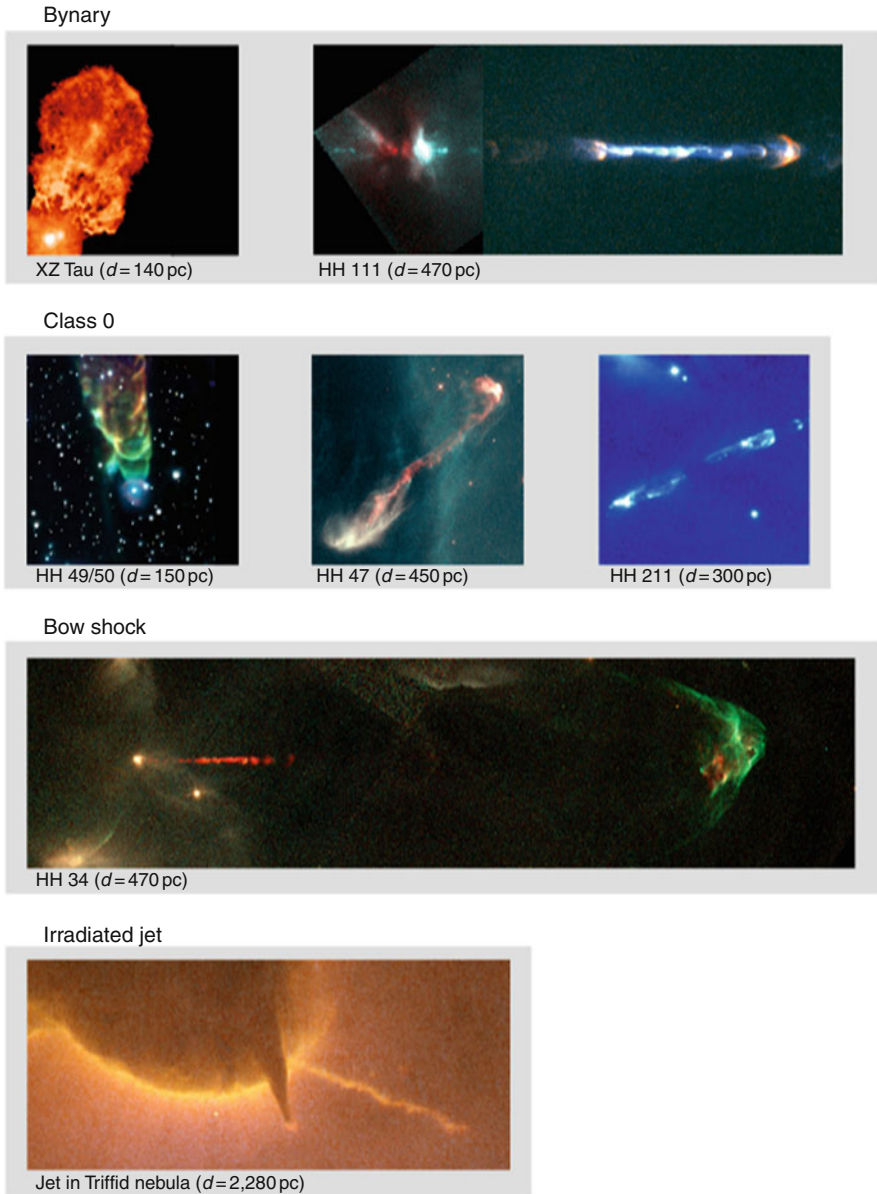 Bynary
XZ Tau (d=140 pc)
HH 111 (d=470 pc)
Class 0
HH 49/50 (d=150 pc)
HH 47 (d=450 pc)
HH 211 (d=300 pc)
Bow shock
HH 34 (d=470 pc)
Irradiated jet
Jet in Triffid nebula (d=2,280 pc)